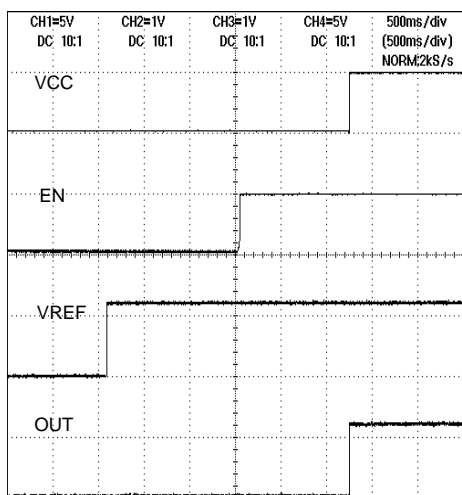 CH1=5V CH2=1V CH3=1V CH4=5V 500ms/div
DC 10:1 DC 10:1 DC 10:1 DC 10:1 (500ms/div)
NORM:2kS/s
VCC
EN
VREF
OUT